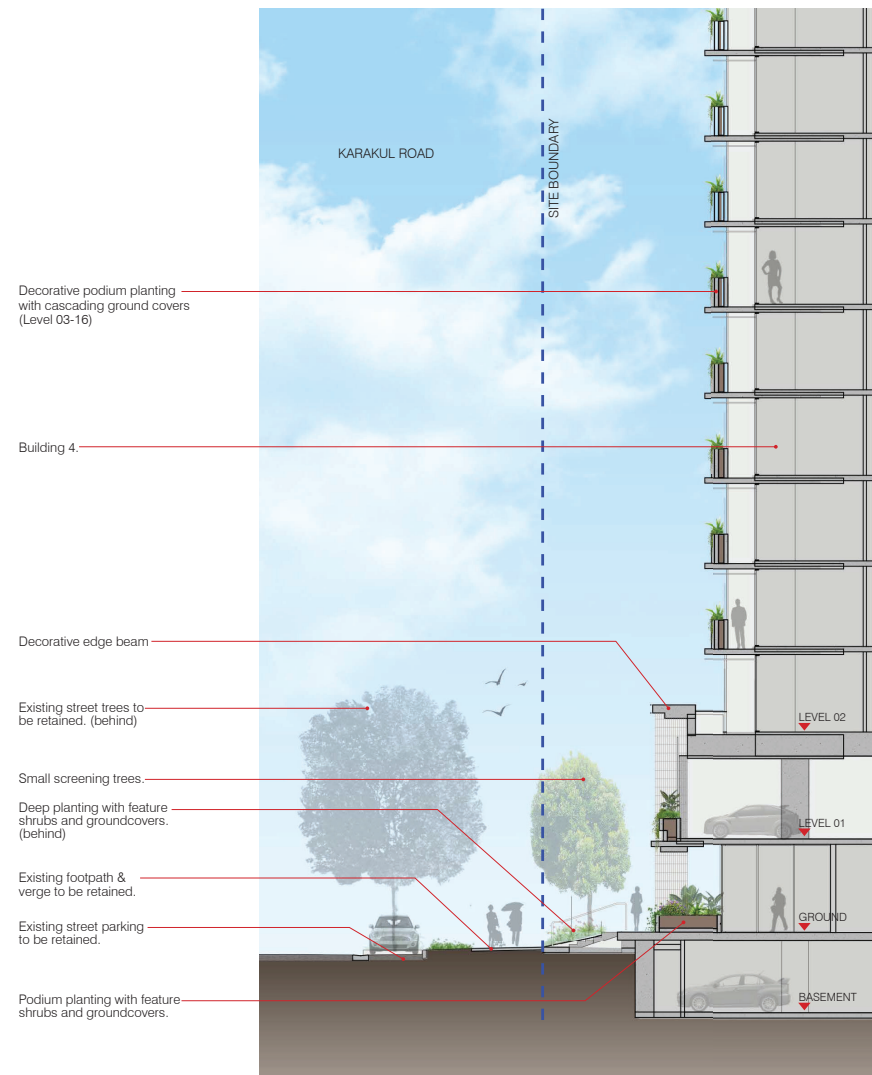 KARAKUL ROAD
SITE BOUNDARY
Decorative podium planting
with cascading ground covers
(Level 03-16)
Building 4.
Decorative edge beam
Existing street trees to
be retained. (behind)
LEVEL 02
Small screening trees.
Deep planting with feature
shrubs and groundcovers.
(behind)
LEVEL 01
Existing footpath &
verge to be retained.
Existing street parking
to be retained.
GROUND
Podium planting with feature
shrubs and groundcovers.
BASEMENT